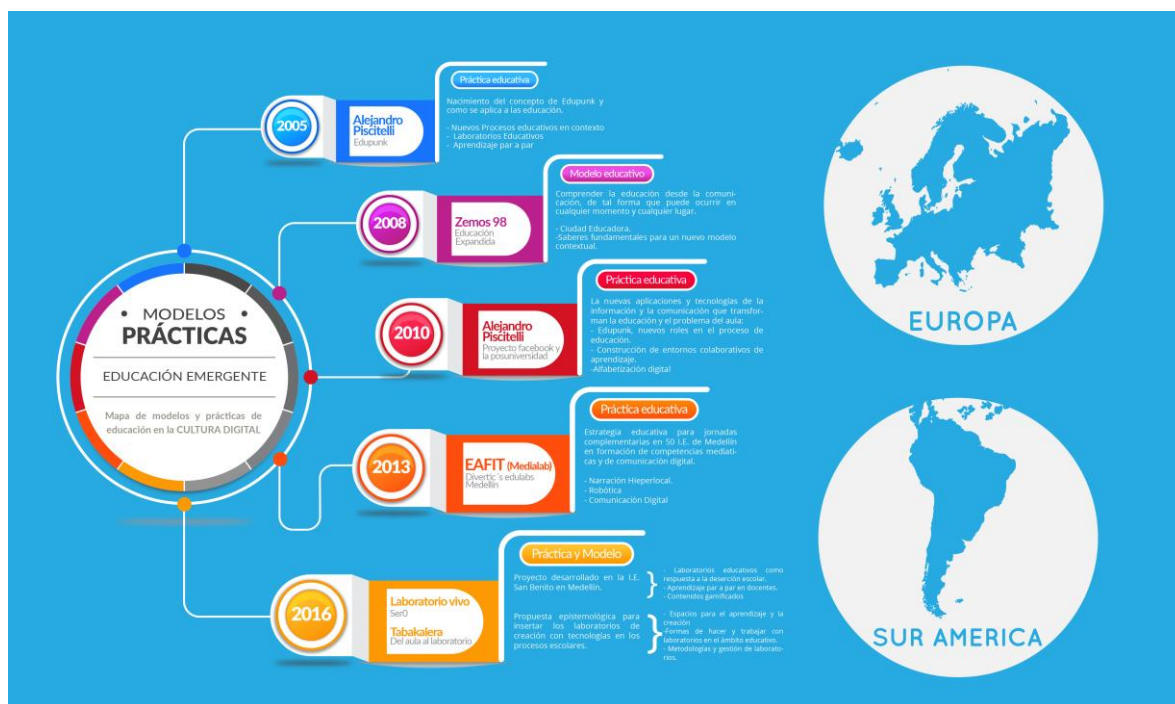 • MODELOS •
PRÁCTICAS
EDUCACIÓN EMERGENTE
Mapa de modelos y prácticas de
educación en la CULTURA DIGITAL
2005
Alejandro
Piscitelli
Edupunk
Práctica educativa
Nacimiento del concepto de Edupunk y
como se aplica a las educación.
- Nuevos Procesos educativos en contexto
- Laboratorios Educativos
- Aprendizaje par a par
2008
Zemos 98
Educación
Expandida
Modelo educativo
Comprender la educación desde la comuni-
cación, de tal forma que puede ocurrir en
cualquier momento y cualquier lugar.
- Ciudad Educadora.
-Saberes fundamentales para un nuevo modelo
contextual.
2010
Alejandro
Piscitelli
Proyecto facebook y
la posuniversidad
Práctica educativa
La nuevas aplicaciones y tecnologías de la
información y la comunicación que transfor-
man la educación y el problema del aula:
- Edupunk, nuevos roles en el proceso de
educación.
- Construcción de entornos colaborativos de
aprendizaje.
-Alfabetización digital
2013
EAFIT (Medialab)
Divertic´s edulabs
Medellín
Práctica educativa
Estrategia educativa para jornadas
complementarias en 50 I.E. de Medellín
en formación de competencias mediati-
cas y de comunicación digital.
- Narración Hieperlocal.
- Robótica
- Comunicación Digital
2016
Laboratorio vivo
Ser0
Tabakalera
Del aula al laboratorio
Práctica y Modelo
Proyecto desarrollado en la I.E.
San Benito en Medellín.
- Laboratorios educativos como
respuesta a la deserción escolar.
- Aprendizaje par a par en docentes.
- Contenidos gamificados
Propuesta epistemológica para
insertar los laboratorios de
creación con tecnologías en los
procesos escolares.
- Espacios para el aprendizaje y la
creación
-Formas de hacer y trabajar con
laboratorios en el ámbito educativo.
- Metodologías y gestión de laborato-
rios.
EUROPA
SUR AMERICA